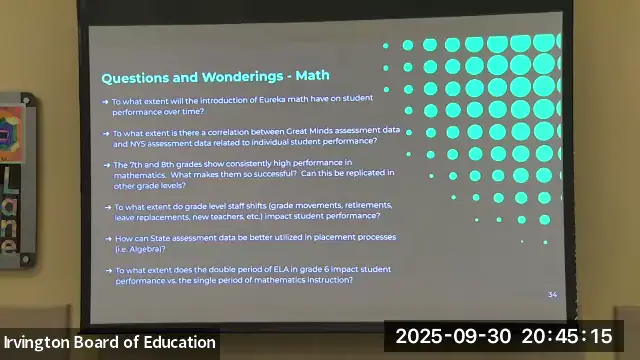 Questions and Wonderings - Math
➔ To what extent will the introduction of Eureka math have on student
performance over time?
➔ To what extent is there a correlation between Great Minds assessment data
and NYS assessment data related to individual student performance?
➔ The 7th and 8th grades show consistently high performance in
mathematics. What makes them so successful? Can this be replicated in
other grade levels?
➔ To what extent do grade level staff shifts (grade movements, retirements,
leave replacements, new teachers, etc.) impact student performance?
➔ How can State assessment data be better utilized in placement processes
(i.e. Algebra)?
➔ To what extent does the double period of ELA in grade 6 impact student
performance vs. the single period of mathematics instruction?
34
Lane
Irvington Board of Education
2025-09-30 20:45:15